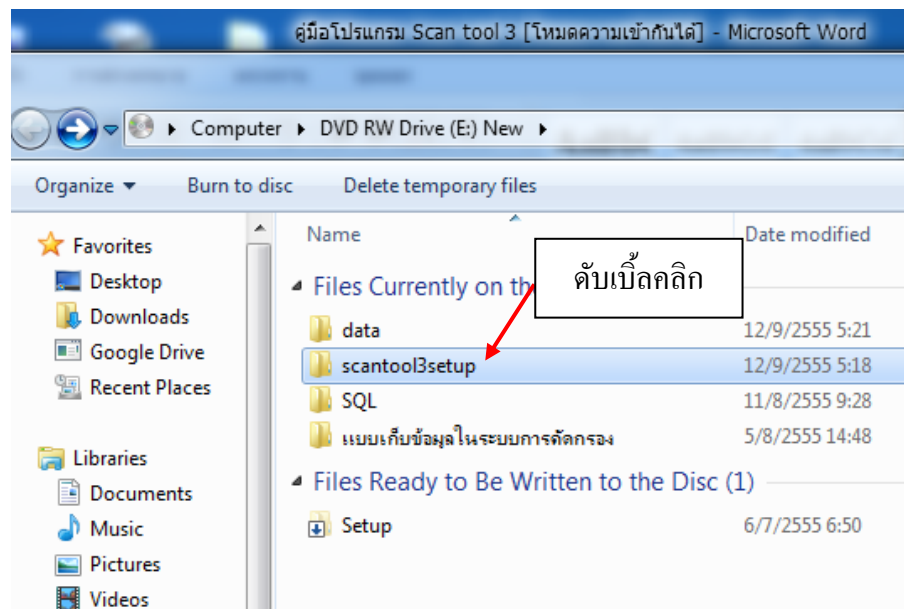 คู่มือโปรแกรม Scan tool 3 [โหมดความเข้ากันได้] - Microsoft Word
Computer ▸ DVD RW Drive (E:) New ▸
Organize Burn to disc Delete temporary files
Favorites
Desktop
Downloads
Google Drive
Recent Places
Libraries
Documents
Music
Pictures
Videos
Name Date modified
ดับเบิ้ลคลิก
Files Currently on th
data 12/9/2555 5:21
scantool3setup 12/9/2555 5:18
SQL 11/8/2555 9:28
แบบเก็บข้อมูลในระบบการคัดกรอง 5/8/2555 14:48
Files Ready to Be Written to the Disc (1)
Setup 6/7/2555 6:50